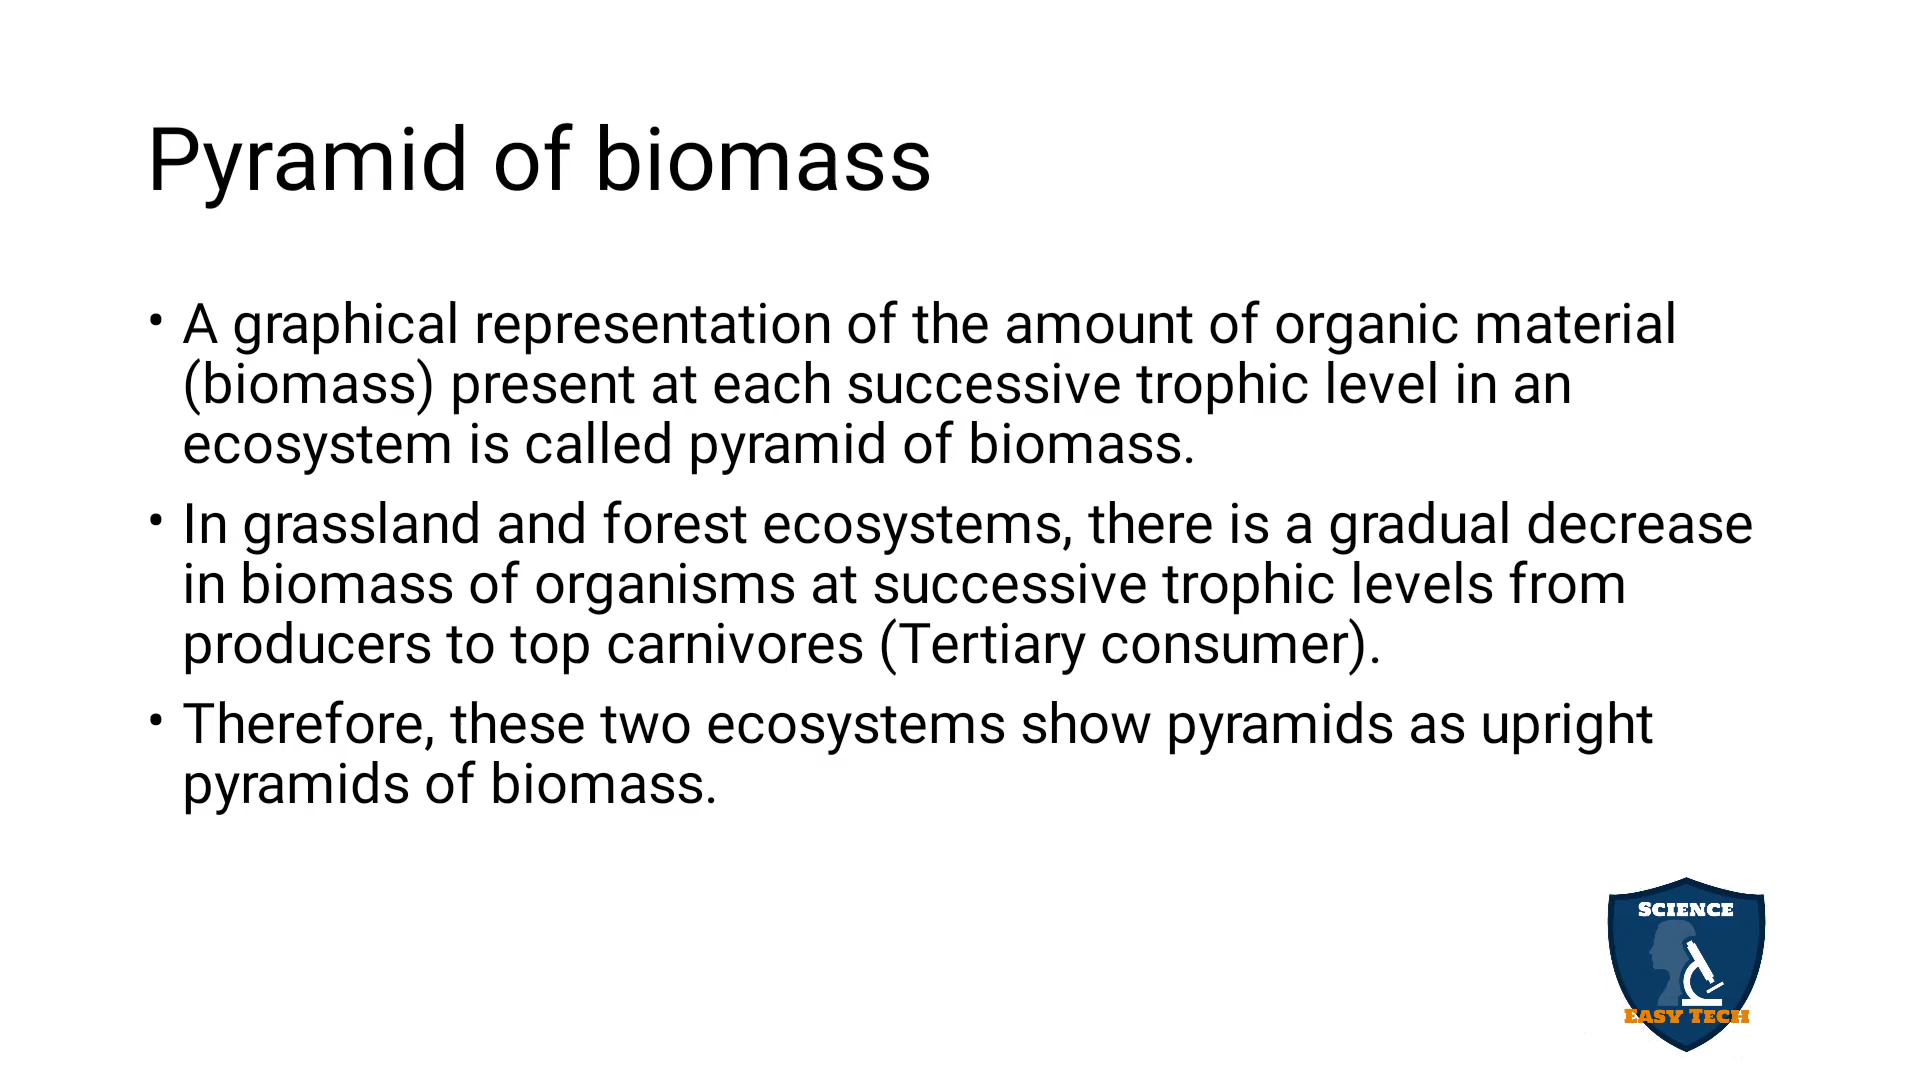 Pyramid of biomass
• A graphical representation of the amount of organic material
(biomass) present at each successive trophic level in an
ecosystem is called pyramid of biomass.
• In grassland and forest ecosystems, there is a gradual decrease
in biomass of organisms at successive trophic levels from
producers to top carnivores (Tertiary consumer).
• Therefore, these two ecosystems show pyramids as upright
pyramids of biomass.
SCIENCE
EASY TECH